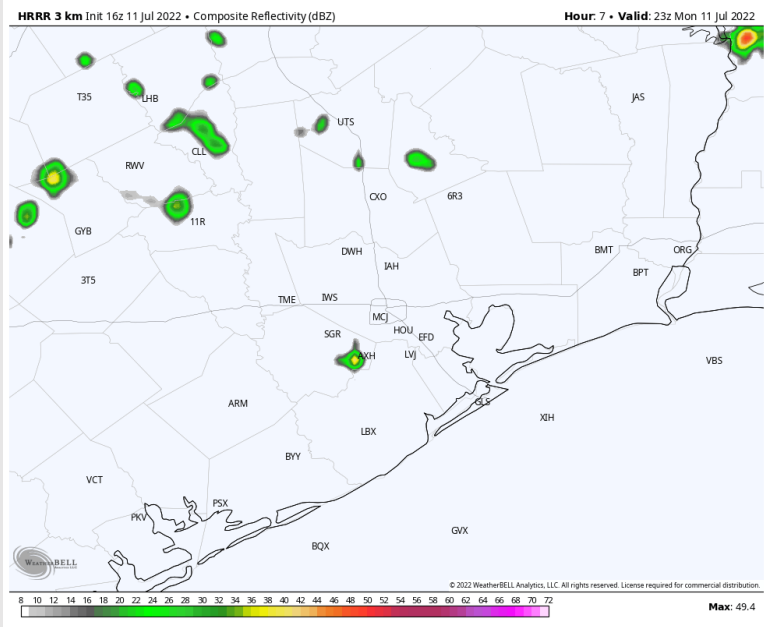 HRRR 3 km Init 16z 11 Jul 2022 • Composite Reflectivity (dBZ)
Hour: 7 • Valid: 23z Mon 11 Jul 2022
T35
LHB
JAS
UTS
CLL
RWV
CXO
6R3
11R
GYB
DWH
BMT
ORG
IAH
BPT
3T5
TME
IWS
MCJ
SGR
HOU
EFD
AXH
LVJ
VBS
ARM
GLS
XIH
LBX
BYY
VCT
PSX
PKV
GVX
BQX
WEATHERBELL
© 2022 WeatherBELL Analytics, LLC. All rights reserved. License required for commercial distribution.
8 10 12 14 16 18 20 22 24 26 28 30 32 34 36 38 40 42 44 46 48 50 52 54 56 58 60 62 64 66 68 70 72
Max: 49.4